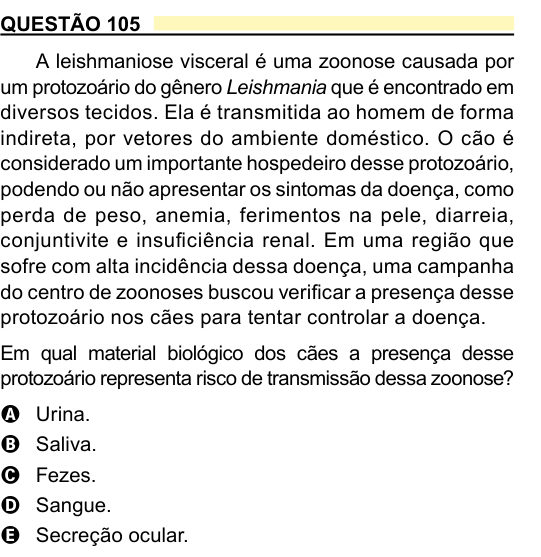 QUESTÃO 105
A leishmaniose visceral é uma zoonose causada por
um protozoário do gênero Leishmania que é encontrado em
diversos tecidos. Ela é transmitida ao homem de forma
indireta, por vetores do ambiente doméstico. O cão é
considerado um importante hospedeiro desse protozoário,
podendo ou não apresentar os sintomas da doença, como
perda de peso, anemia, ferimentos na pele, diarreia,
conjuntivite e insuficiência renal. Em uma região que
sofre com alta incidência dessa doença, uma campanha
do centro de zoonoses buscou verificar a presença desse
protozoário nos cães para tentar controlar a doença.
Em qual material biológico dos cães a presença desse
protozoário representa risco de transmissão dessa zoonose?
A Urina.
B Saliva.
C Fezes.
D Sangue.
E Secreção ocular.